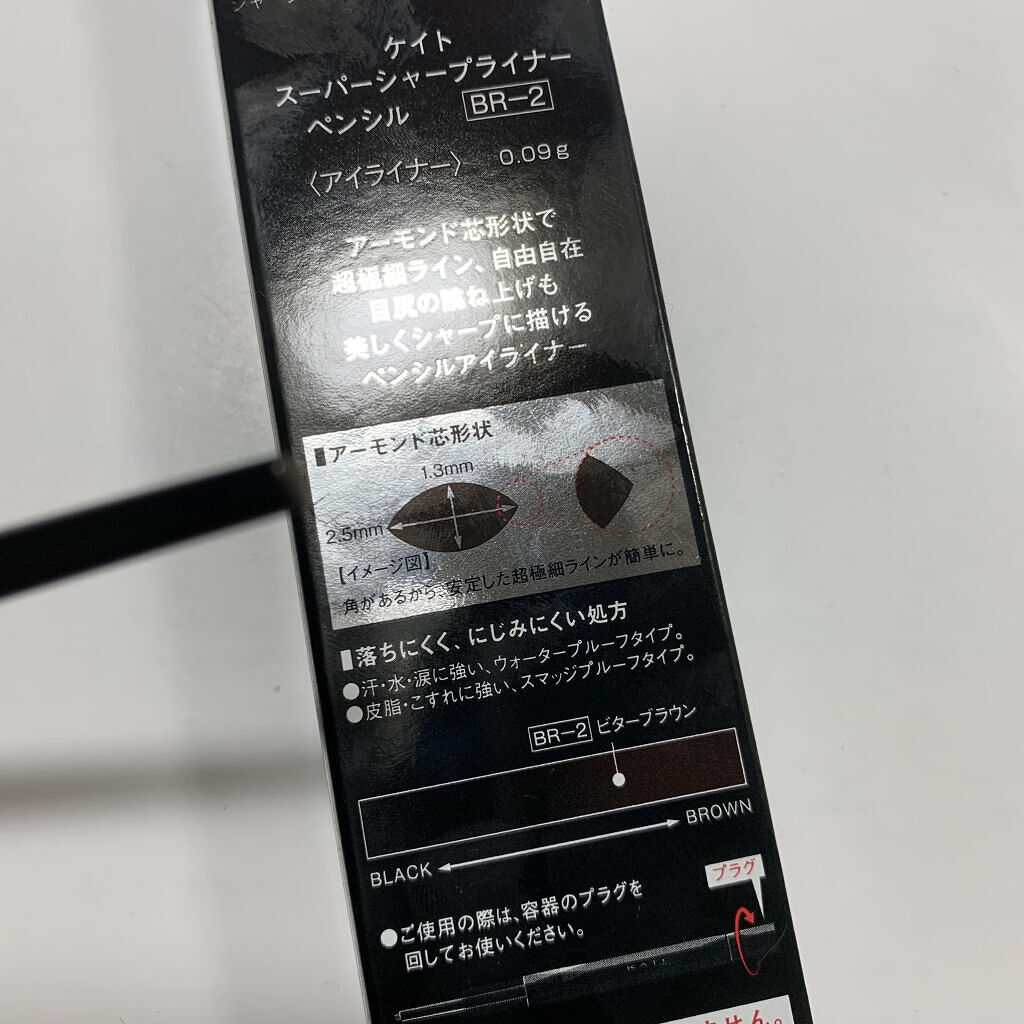 ケイト
スーパーシャープライナー
ペンシル BR-2
〈アイライナー〉 0.09g
アーモンド芯形状で
超極細ライン、自由自在
目尻の跳ね上げも
美しくシャープに描ける
ペンシルアイライナー
▮アーモンド芯形状
1.3mm
2.5mm
【イメージ図】
角があるから、安定した超極細ラインが簡単に。
▮落ちにくく、にじみにくい処方
●汗・水・涙に強い、ウォータープルーフタイプ。
●皮脂・こすれに強い、スマッジプルーフタイプ。
BR-2 ビターブラウン
BLACK BROWN
プラグ
●ご使用の際は、容器のプラグを
回してお使いください。
ません。